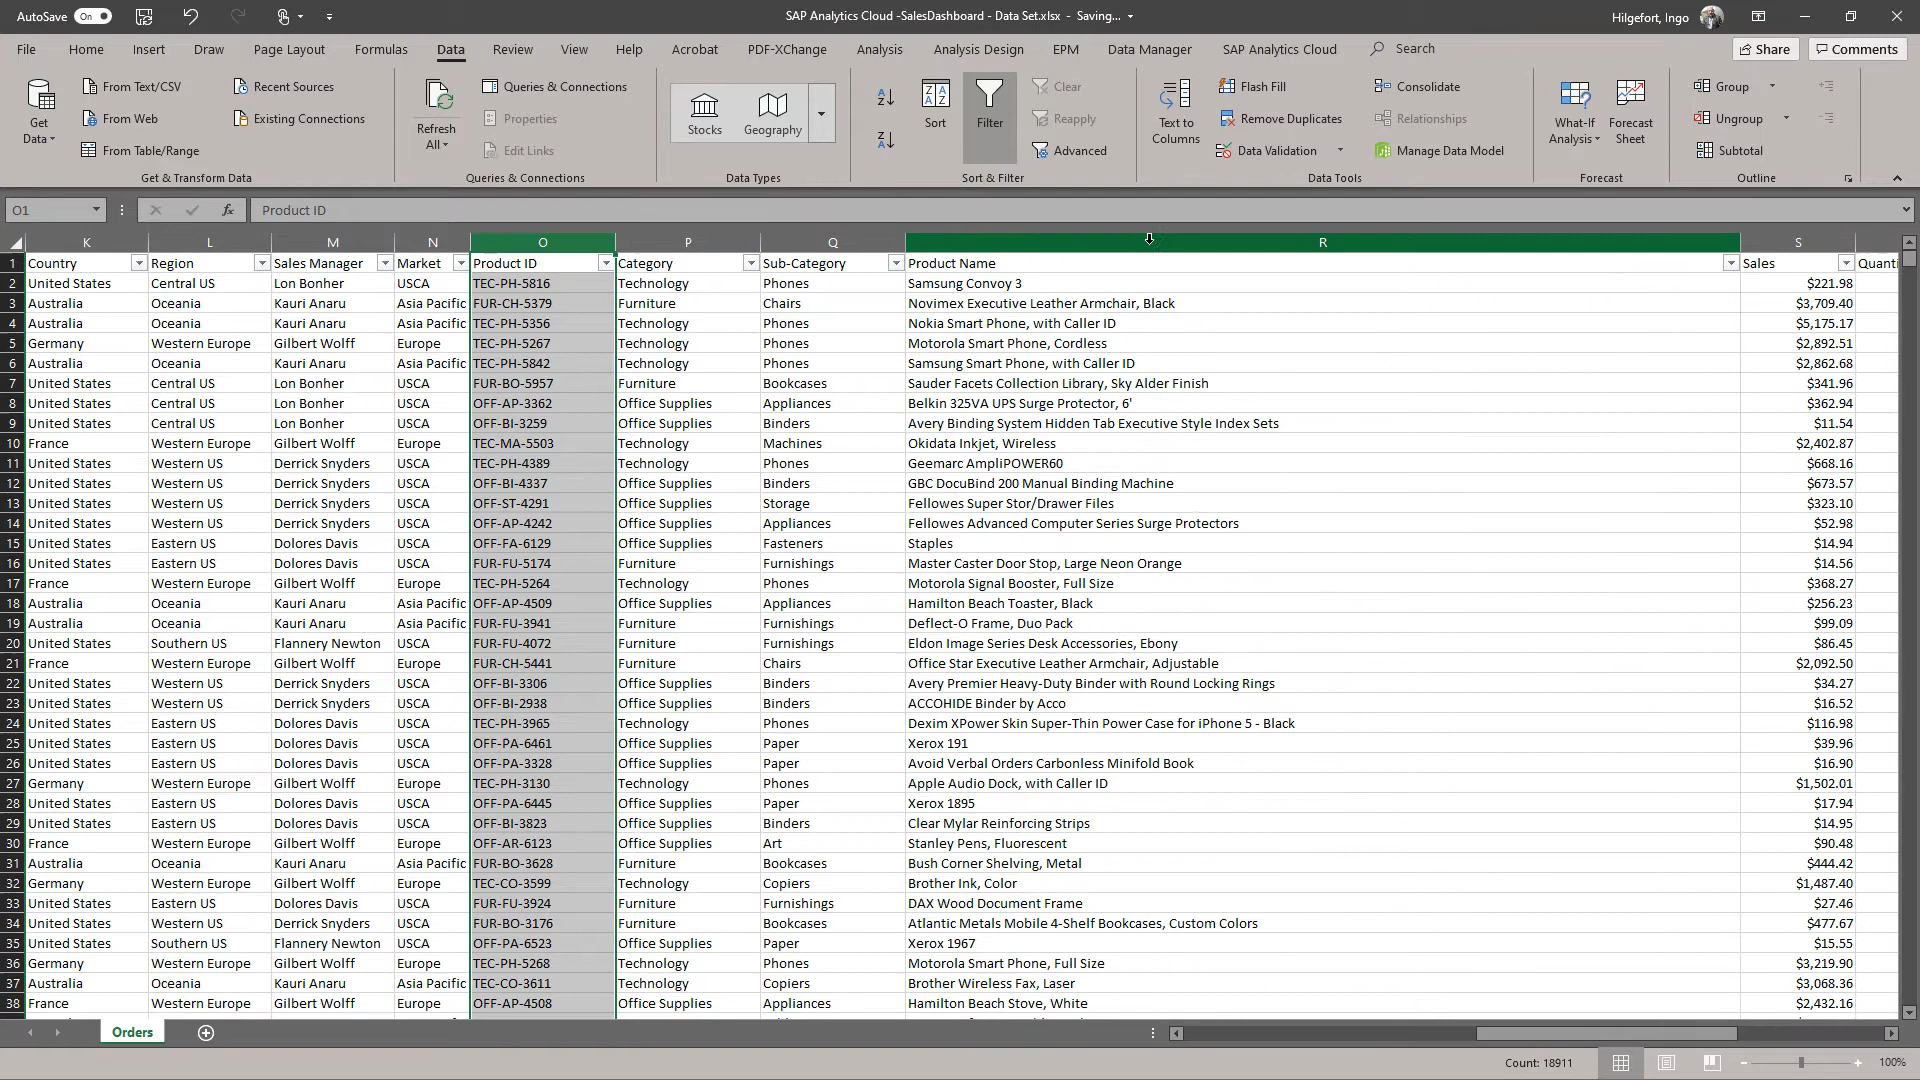 AutoSave On SAP Analytics Cloud -SalesDashboard - Data Set.xlsx - Saving... Hilgefort, Ingo
File Home Insert Draw Page Layout Formulas Data Review View Help Acrobat PDF-XChange Analysis Analysis Design EPM Data Manager SAP Analytics Cloud Search Share Comments
Get Data From Text/CSV From Web From Table/Range Recent Sources Existing Connections
Refresh All Queries & Connections Properties Edit Links
Stocks Geography
Sort Filter Clear Reapply Advanced
Text to Columns Flash Fill Remove Duplicates Data Validation Consolidate Relationships Manage Data Model
What-If Analysis Forecast Sheet
Group Ungroup Subtotal
Get & Transform Data Queries & Connections Data Types Sort & Filter Data Tools Forecast Outline
O1 fx Product ID
K L M N O P Q R S
1 Country Region Sales Manager Market Product ID Category Sub-Category Product Name Sales Quanti
2 United States Central US Lon Bonher USCA TEC-PH-5816 Technology Phones Samsung Convoy 3 $221.98
3 Australia Oceania Kauri Anaru Asia Pacific FUR-CH-5379 Furniture Chairs Novimex Executive Leather Armchair, Black $3,709.40
4 Australia Oceania Kauri Anaru Asia Pacific TEC-PH-5356 Technology Phones Nokia Smart Phone, with Caller ID $5,175.17
5 Germany Western Europe Gilbert Wolff Europe TEC-PH-5267 Technology Phones Motorola Smart Phone, Cordless $2,892.51
6 Australia Oceania Kauri Anaru Asia Pacific TEC-PH-5842 Technology Phones Samsung Smart Phone, with Caller ID $2,862.68
7 United States Central US Lon Bonher USCA FUR-BO-5957 Furniture Bookcases Sauder Facets Collection Library, Sky Alder Finish $341.96
8 United States Central US Lon Bonher USCA OFF-AP-3362 Office Supplies Appliances Belkin 325VA UPS Surge Protector, 6' $362.94
9 United States Central US Lon Bonher USCA OFF-BI-3259 Office Supplies Binders Avery Binding System Hidden Tab Executive Style Index Sets $11.54
10 France Western Europe Gilbert Wolff Europe TEC-MA-5503 Technology Machines Okidata Inkjet, Wireless $2,402.87
11 United States Western US Derrick Snyders USCA TEC-PH-4389 Technology Phones Geemarc AmpliPOWER60 $668.16
12 United States Western US Derrick Snyders USCA OFF-BI-4337 Office Supplies Binders GBC DocuBind 200 Manual Binding Machine $673.57
13 United States Western US Derrick Snyders USCA OFF-ST-4291 Office Supplies Storage Fellowes Super Stor/Drawer Files $323.10
14 United States Western US Derrick Snyders USCA OFF-AP-4242 Office Supplies Appliances Fellowes Advanced Computer Series Surge Protectors $52.98
15 United States Eastern US Dolores Davis USCA OFF-FA-6129 Office Supplies Fasteners Staples $14.94
16 United States Eastern US Dolores Davis USCA FUR-FU-5174 Furniture Furnishings Master Caster Door Stop, Large Neon Orange $14.56
17 France Western Europe Gilbert Wolff Europe TEC-PH-5264 Technology Phones Motorola Signal Booster, Full Size $368.27
18 Australia Oceania Kauri Anaru Asia Pacific OFF-AP-4509 Office Supplies Appliances Hamilton Beach Toaster, Black $256.23
19 Australia Oceania Kauri Anaru Asia Pacific FUR-FU-3941 Furniture Furnishings Deflect-O Frame, Duo Pack $99.09
20 United States Southern US Flannery Newton USCA FUR-FU-4072 Furniture Furnishings Eldon Image Series Desk Accessories, Ebony $86.45
21 France Western Europe Gilbert Wolff Europe FUR-CH-5441 Furniture Chairs Office Star Executive Leather Armchair, Adjustable $2,092.50
22 United States Western US Derrick Snyders USCA OFF-BI-3306 Office Supplies Binders Avery Premier Heavy-Duty Binder with Round Locking Rings $34.27
23 United States Western US Derrick Snyders USCA OFF-BI-2938 Office Supplies Binders ACCOHIDE Binder by Acco $16.52
24 United States Eastern US Dolores Davis USCA TEC-PH-3965 Technology Phones Dexim XPower Skin Super-Thin Power Case for iPhone 5 - Black $116.98
25 United States Eastern US Dolores Davis USCA OFF-PA-6461 Office Supplies Paper Xerox 191 $39.96
26 United States Eastern US Dolores Davis USCA OFF-PA-3328 Office Supplies Paper Avoid Verbal Orders Carbonless Minifold Book $16.90
27 Germany Western Europe Gilbert Wolff Europe TEC-PH-3130 Technology Phones Apple Audio Dock, with Caller ID $1,502.01
28 United States Eastern US Dolores Davis USCA OFF-PA-6445 Office Supplies Paper Xerox 1895 $17.94
29 United States Eastern US Dolores Davis USCA OFF-BI-3823 Office Supplies Binders Clear Mylar Reinforcing Strips $14.95
30 France Western Europe Gilbert Wolff Europe OFF-AR-6123 Office Supplies Art Stanley Pens, Fluorescent $90.48
31 Australia Oceania Kauri Anaru Asia Pacific FUR-BO-3628 Furniture Bookcases Bush Corner Shelving, Metal $444.42
32 Germany Western Europe Gilbert Wolff Europe TEC-CO-3599 Technology Copiers Brother Ink, Color $1,487.40
33 United States Eastern US Dolores Davis USCA FUR-FU-3924 Furniture Furnishings DAX Wood Document Frame $27.46
34 United States Western US Derrick Snyders USCA FUR-BO-3176 Furniture Bookcases Atlantic Metals Mobile 4-Shelf Bookcases, Custom Colors $477.67
35 United States Southern US Flannery Newton USCA OFF-PA-6523 Office Supplies Paper Xerox 1967 $15.55
36 Germany Western Europe Gilbert Wolff Europe TEC-PH-5268 Technology Phones Motorola Smart Phone, Full Size $3,219.90
37 Australia Oceania Kauri Anaru Asia Pacific TEC-CO-3611 Technology Copiers Brother Wireless Fax, Laser $3,068.36
38 France Western Europe Gilbert Wolff Europe OFF-AP-4508 Office Supplies Appliances Hamilton Beach Stove, White $2,432.16
Orders
Count: 18911 100%